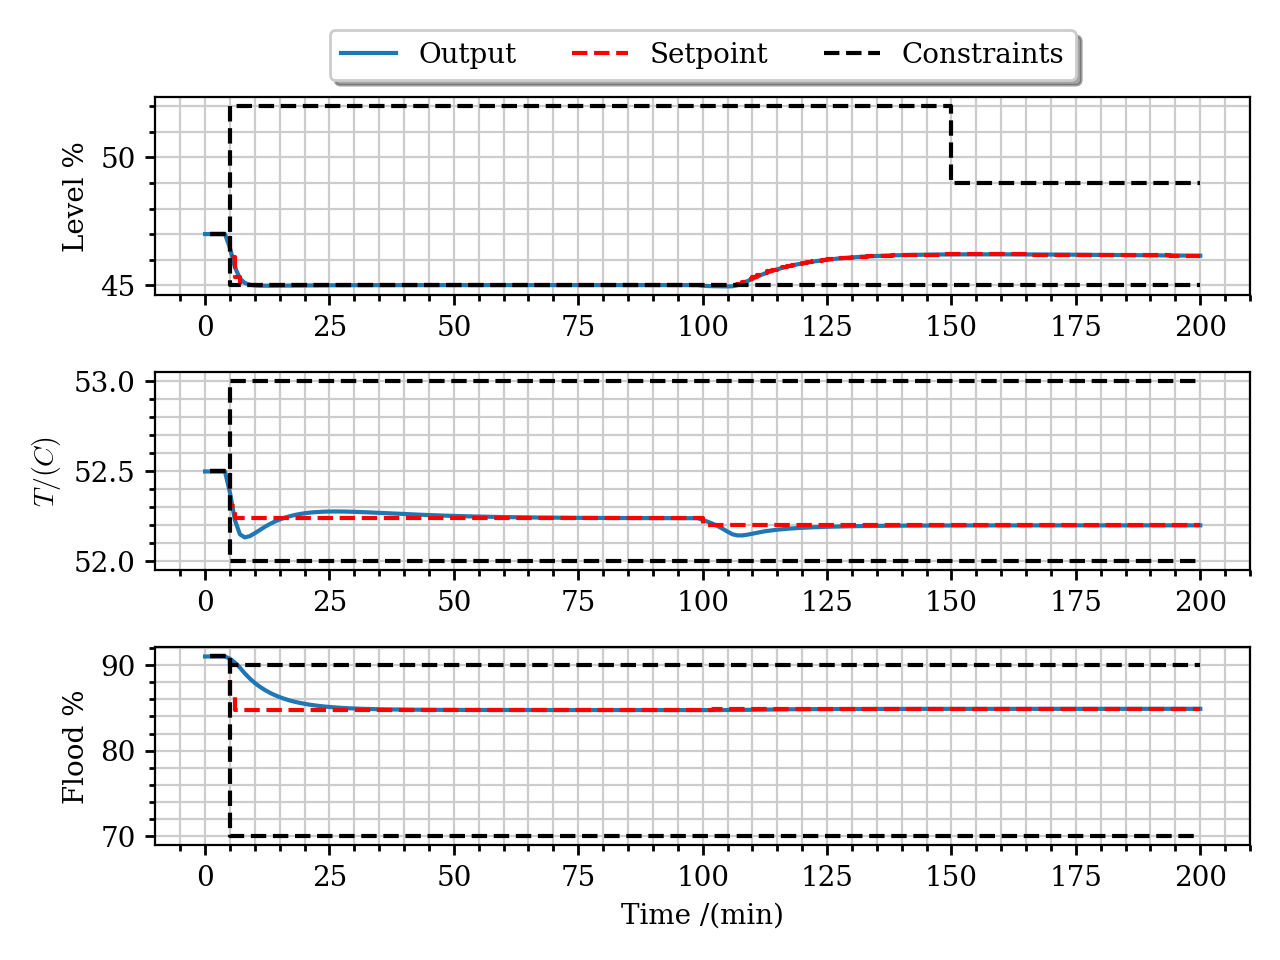 Output Setpoint Constraints
Level %
50
45
0 25 50 75 100 125 150 175 200
T/(C)
53.0
52.5
52.0
0 25 50 75 100 125 150 175 200
Flood %
90
80
70
0 25 50 75 100 125 150 175 200
Time /(min)